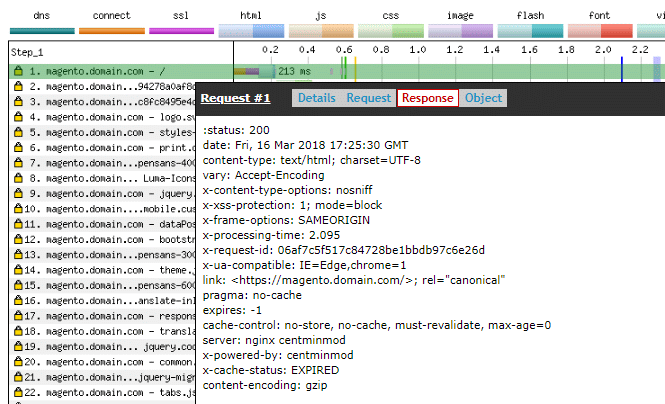 dns connect ssl html js css image flash font vi
Step_1 0.2 0.4 0.6 0.8 1.0 1.2 1.4 1.6 1.8 2.0 2.2
1. magento.domain.com - / 213 ms
2. magento.domain...94278a0af8d
3. magento.domain...c8fc8495e4d
4. magento.domain.com - logo.sv
5. magento.domain.com - styles-
6. magento.domain.com - print.c
7. magento.domain...pensans-400
8. magento.domain... Luma-Icons
9. magento.domain.com - jquery.
10. magento.domain....mobile.cus
11. magento.domain.com - dataPos
12. magento.domain.com - bootstr
13. magento.domain...pensans-300
14. magento.domain.com - theme.j
15. magento.domain...pensans-600
16. magento.domain...anslate-inl
17. magento.domain.com - respons
18. magento.domain.com - transla
19. magento.domain... jquery.coo
20. magento.domain.com - common.
21. magento.domain...jquery-migr
22. magento.domain.com - tabs.js
Request #1 Details Request Response Object
:status: 200
date: Fri, 16 Mar 2018 17:25:30 GMT
content-type: text/html; charset=UTF-8
vary: Accept-Encoding
x-content-type-options: nosniff
x-xss-protection: 1; mode=block
x-frame-options: SAMEORIGIN
x-processing-time: 2.095
x-request-id: 06af7c5f517c84728be1bbdb97c6e26d
x-ua-compatible: IE=Edge,chrome=1
link: <https://magento.domain.com/>; rel="canonical"
pragma: no-cache
expires: -1
cache-control: no-store, no-cache, must-revalidate, max-age=0
server: nginx centminmod
x-powered-by: centminmod
x-cache-status: EXPIRED
content-encoding: gzip